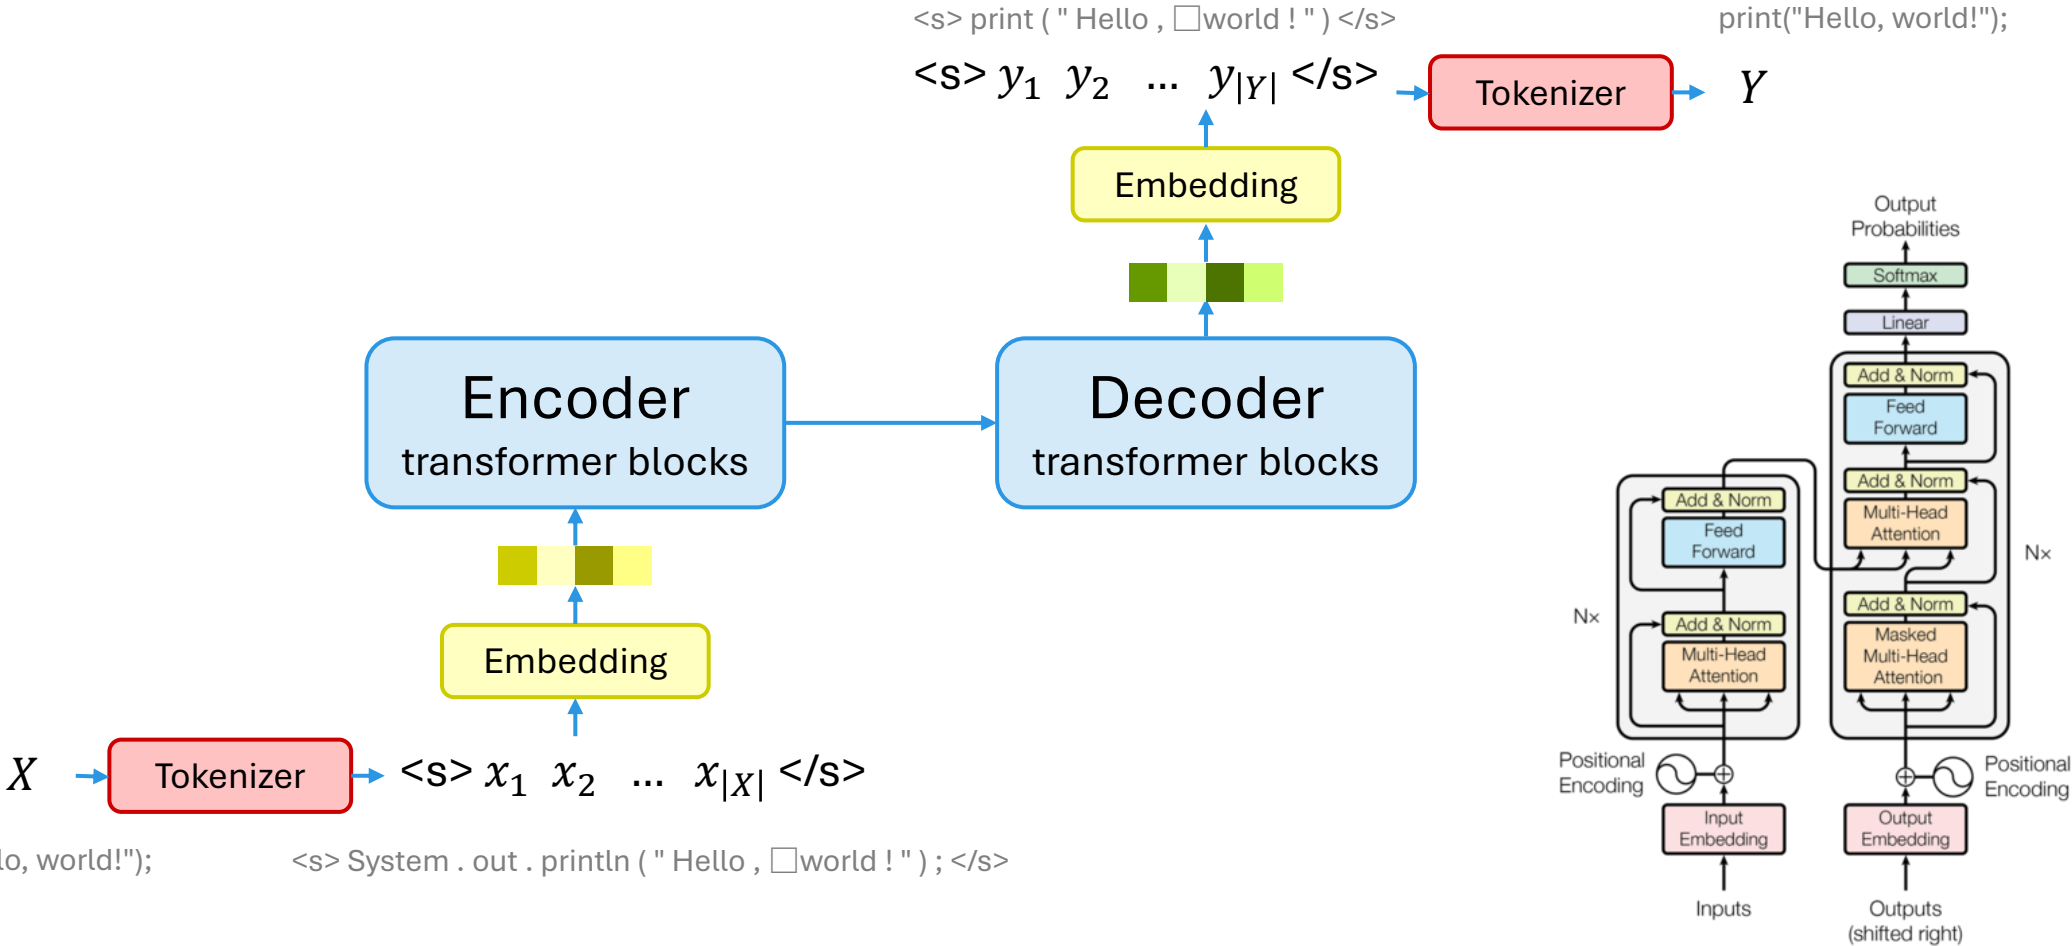 <s> print ( " Hello , □world ! " ) </s>
print("Hello, world!");
<s> y1 y2 ... y|Y| </s>
Tokenizer
Y
Embedding
Encoder
transformer blocks
Decoder
transformer blocks
Embedding
X
Tokenizer
<s> x1 x2 ... x|X| </s>
lo, world!");
<s> System . out . println ( " Hello , □world ! " ) ; </s>
Output
Probabilities
Softmax
Linear
Add & Norm
Feed
Forward
Add & Norm
Multi-Head
Attention
Add & Norm
Masked
Multi-Head
Attention
N×
Add & Norm
Feed
Forward
Add & Norm
Multi-Head
Attention
N×
Positional
Encoding
Positional
Encoding
Input
Embedding
Output
Embedding
Inputs
Outputs
(shifted right)